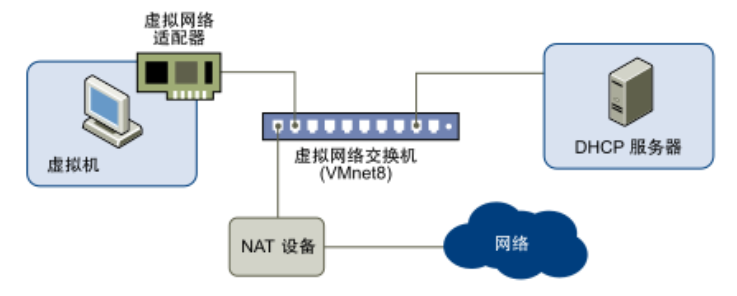 虚拟网络
适配器
虚拟机
虚拟网络交换机
(VMnet8)
DHCP 服务器
NAT 设备
网络